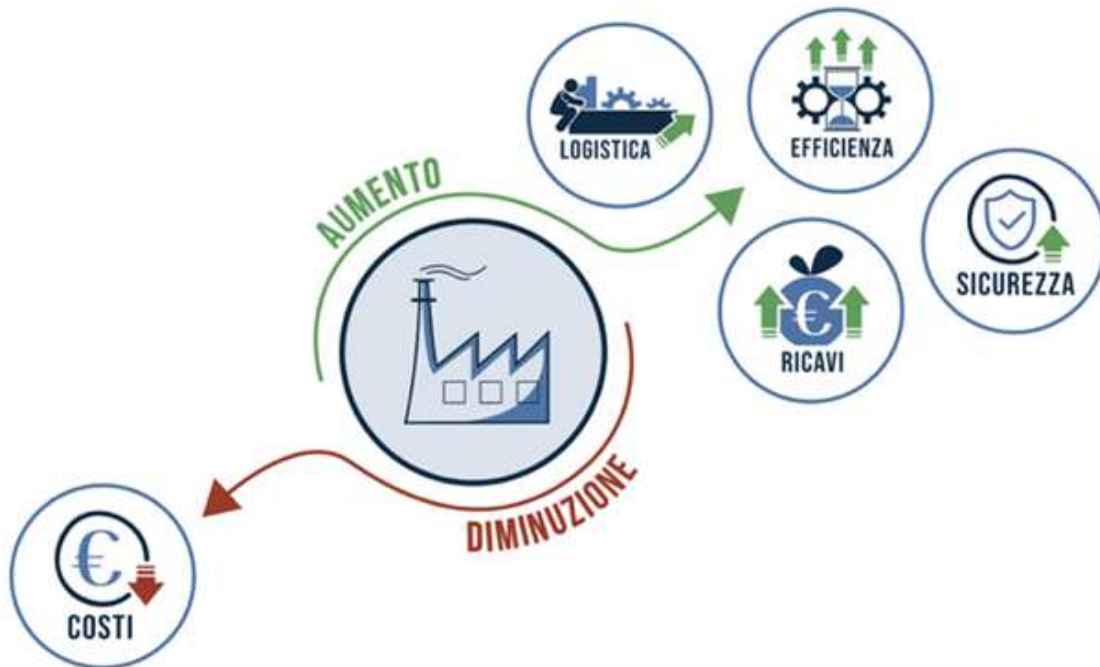 LOGISTICA
EFFICIENZA
AUMENTO
SICUREZZA
€
RICAVI
DIMINUZIONE
€
COSTI